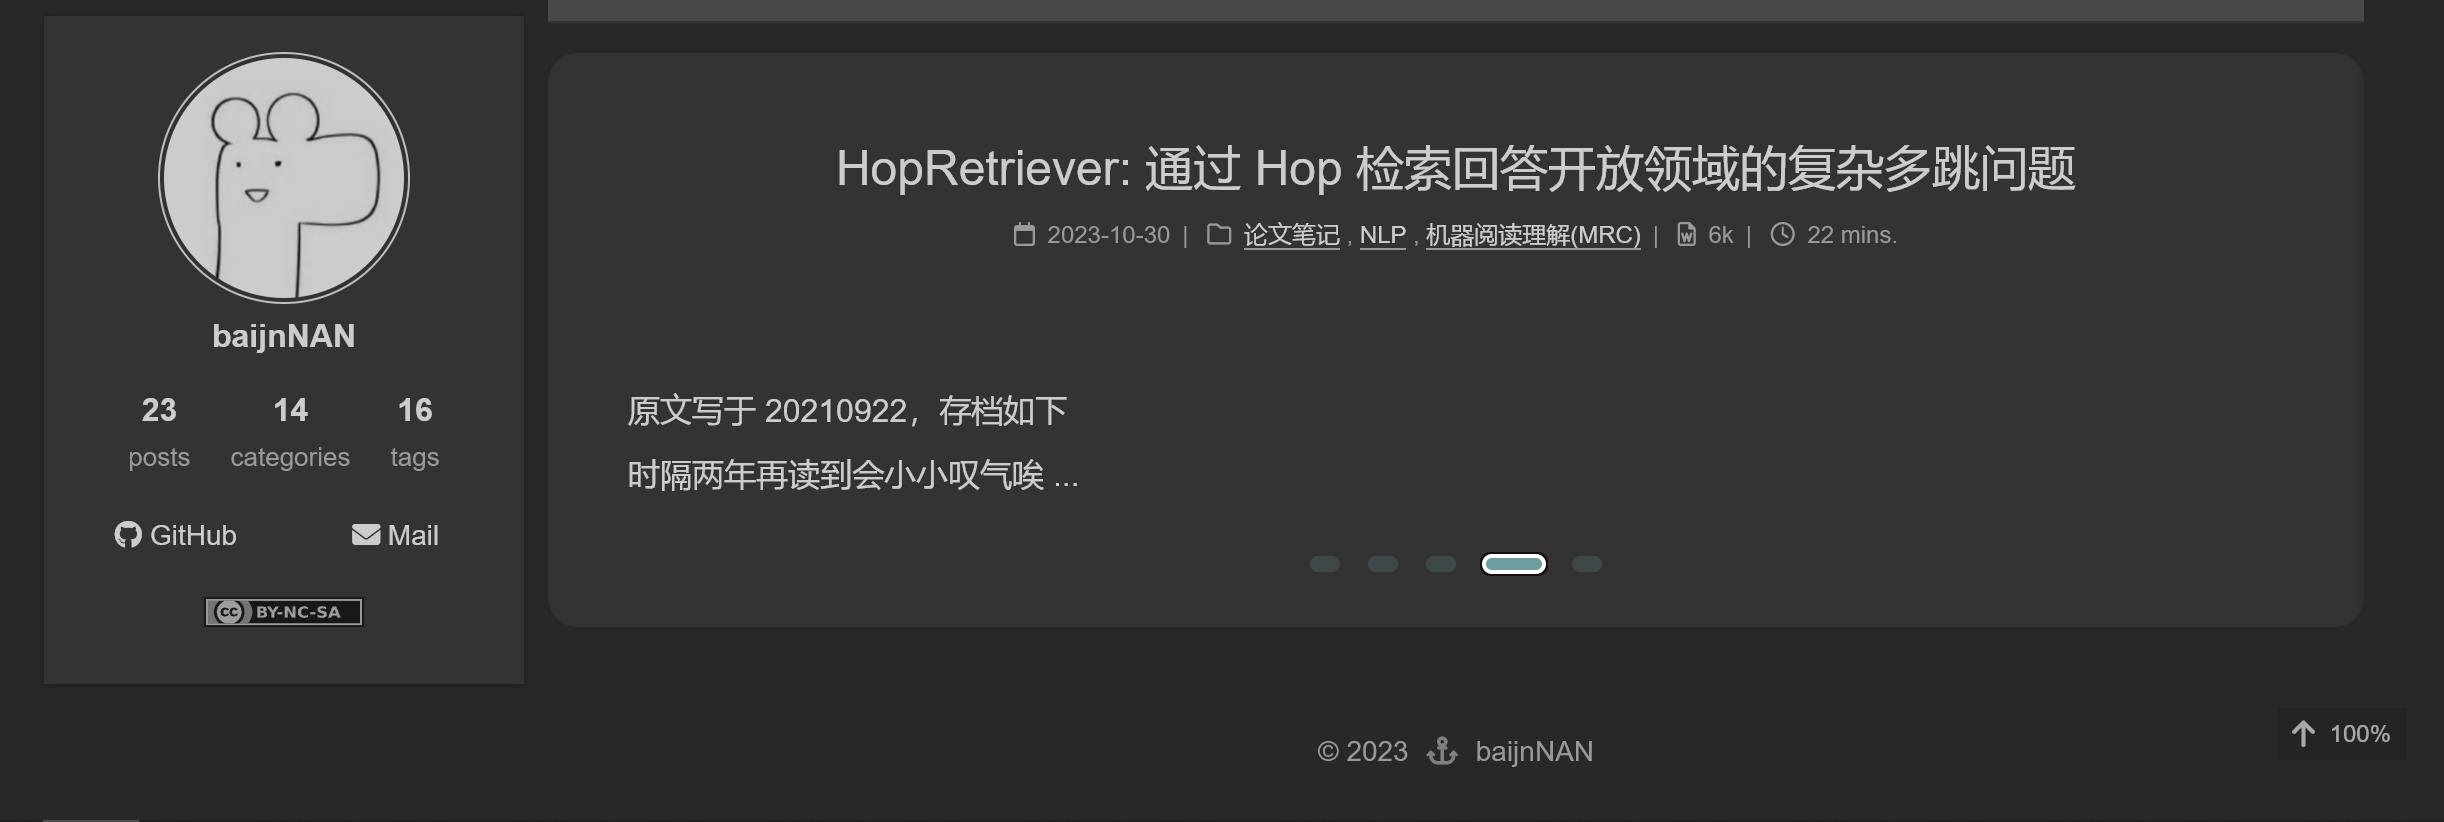 baijnNAN
23 14 16
posts categories tags
GitHub Mail
cc BY-NC-SA
HopRetriever: 通过 Hop 检索回答开放领域的复杂多跳问题
2023-10-30 | 论文笔记 , NLP , 机器阅读理解(MRC) | W 6k | 22 mins.
原文写于 20210922，存档如下
时隔两年再读到会小小叹气唉 ...
© 2023 baijnNAN
100%